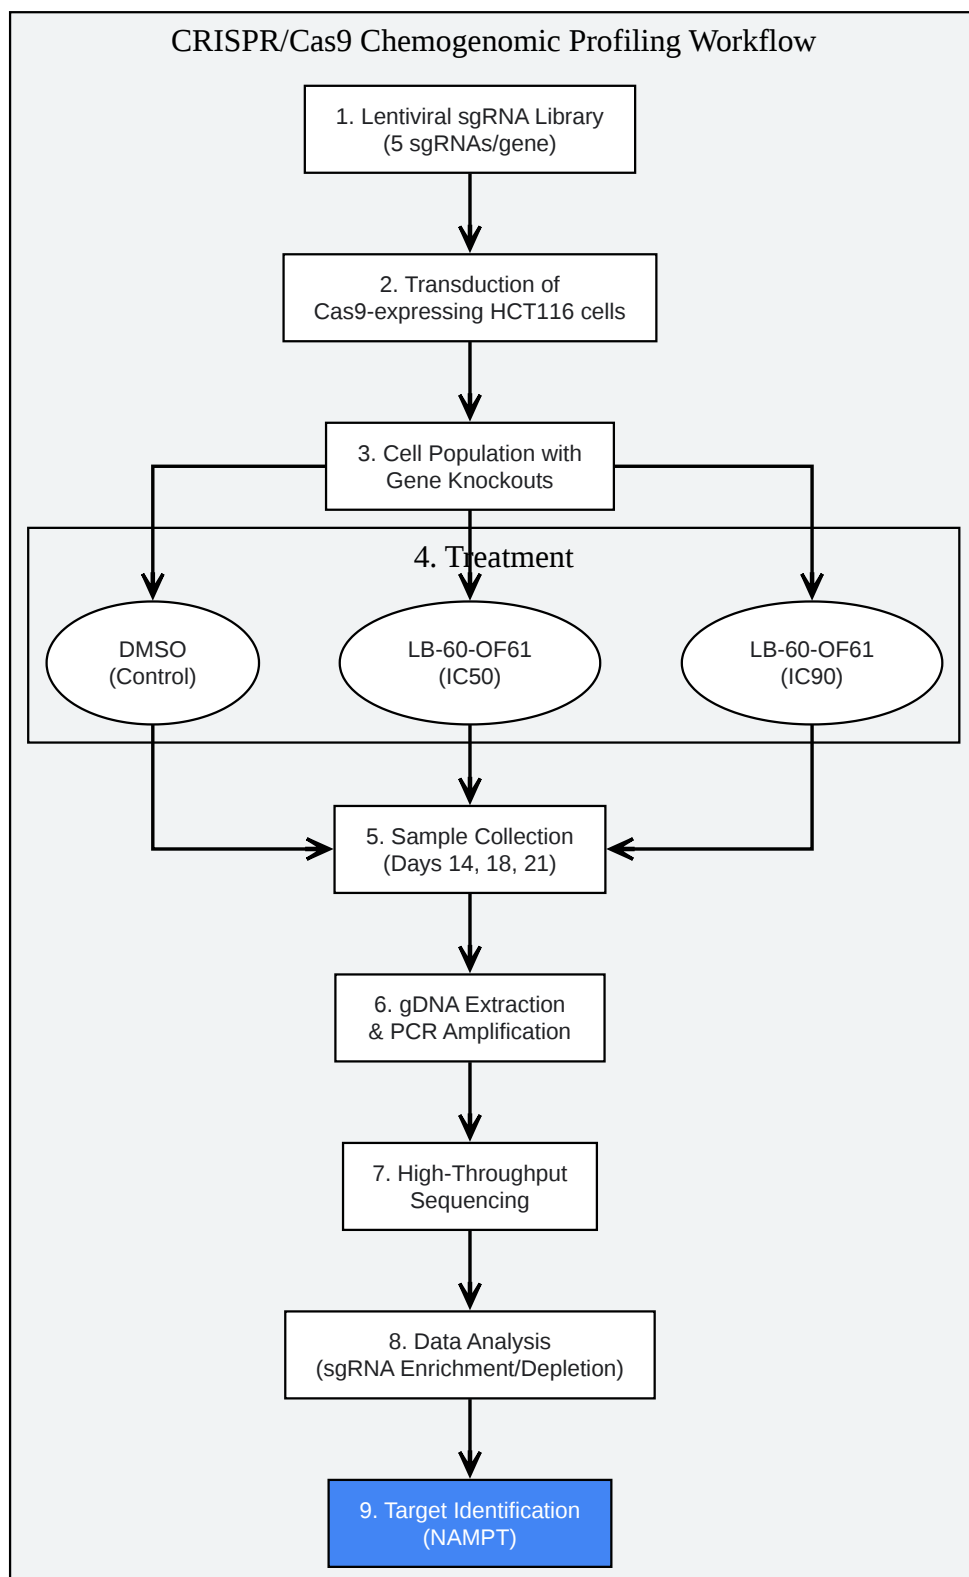 CRISPR/Cas9 Chemogenomic Profiling Workflow
1. Lentiviral sgRNA Library
(5 sgRNAs/gene)
2. Transduction of
Cas9-expressing HCT116 cells
3. Cell Population with
Gene Knockouts
4. Treatment
DMSO
(Control)
LB-60-OF61
(IC50)
LB-60-OF61
(IC90)
5. Sample Collection
(Days 14, 18, 21)
6. gDNA Extraction
& PCR Amplification
7. High-Throughput
Sequencing
8. Data Analysis
(sgRNA Enrichment/Depletion)
9. Target Identification
(NAMPT)